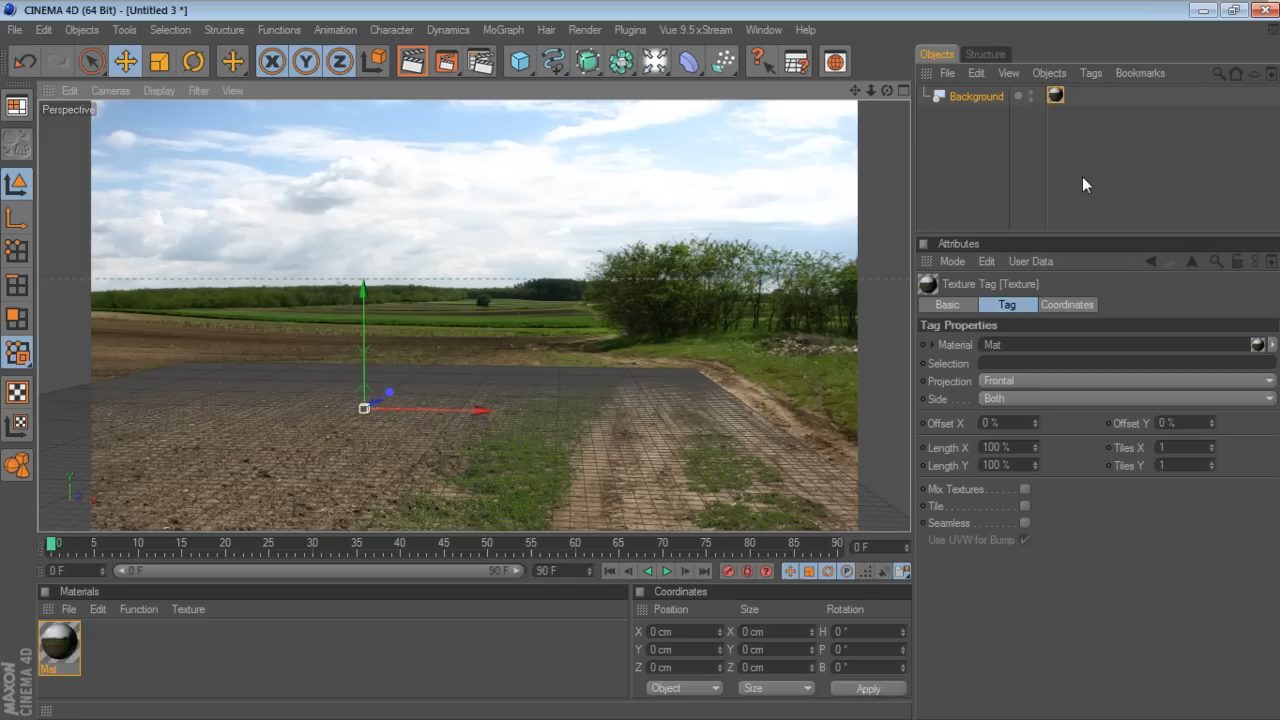 CINEMA 4D (64 Bit) - [Untitled 3 *]
File Edit Objects Tools Selection Structure Functions Animation Character Dynamics MoGraph Hair Render Plugins Vue 9.5 xStream Window Help
Objects Structure
File Edit View Objects Tags Bookmarks
Edit Cameras Display Filter View
Background
Perspective
Y
Attributes
Mode Edit User Data
Texture Tag [Texture]
Basic Tag Coordinates
Tag Properties
Material Mat
Selection
Projection Frontal
Side . . . . Both
Offset X 0 % Offset Y 0 %
Length X 100 % Tiles X 1
Length Y 100 % Tiles Y 1
Mix Textures
Tile
Seamless
Use UVW for Bump
0 5 10 15 20 25 30 35 40 45 50 55 60 65 70 75 80 85 90 0 F
0 F 0 F 90 F 90 F
Materials
File Edit Function Texture
Mat
Coordinates
Position Size Rotation
X 0 cm X 0 cm H 0 °
Y 0 cm Y 0 cm P 0 °
Z 0 cm Z 0 cm B 0 °
Object Size Apply
MAXON
CINEMA 4D